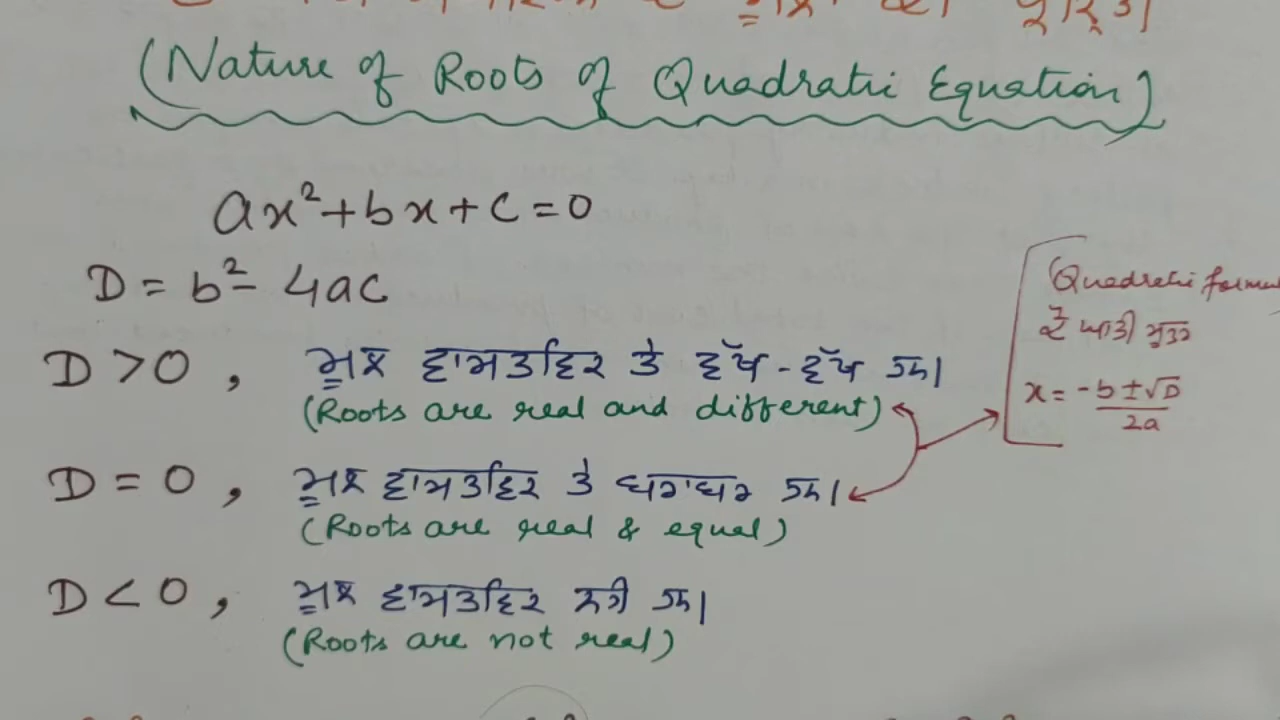 (Nature of Roots of Quadratic Equation)
ax²+bx+c=0
D = b²- 4ac
D >0 , ਮੂਲ ਵਾਸਤਵਿਕ ਤੇ ਵੱਖ-ਵੱਖ ਹਨ।
(Roots are real and different)
D = 0 , ਮੂਲ ਵਾਸਤਵਿਕ ਤੇ ਬਰਾਬਰ ਹਨ।
(Roots are real & equal)
D < 0 , ਮੂਲ ਵਾਸਤਵਿਕ ਨਹੀਂ ਹਨ।
(Roots are not real)
Quadratic
x = -b ± √D / 2a